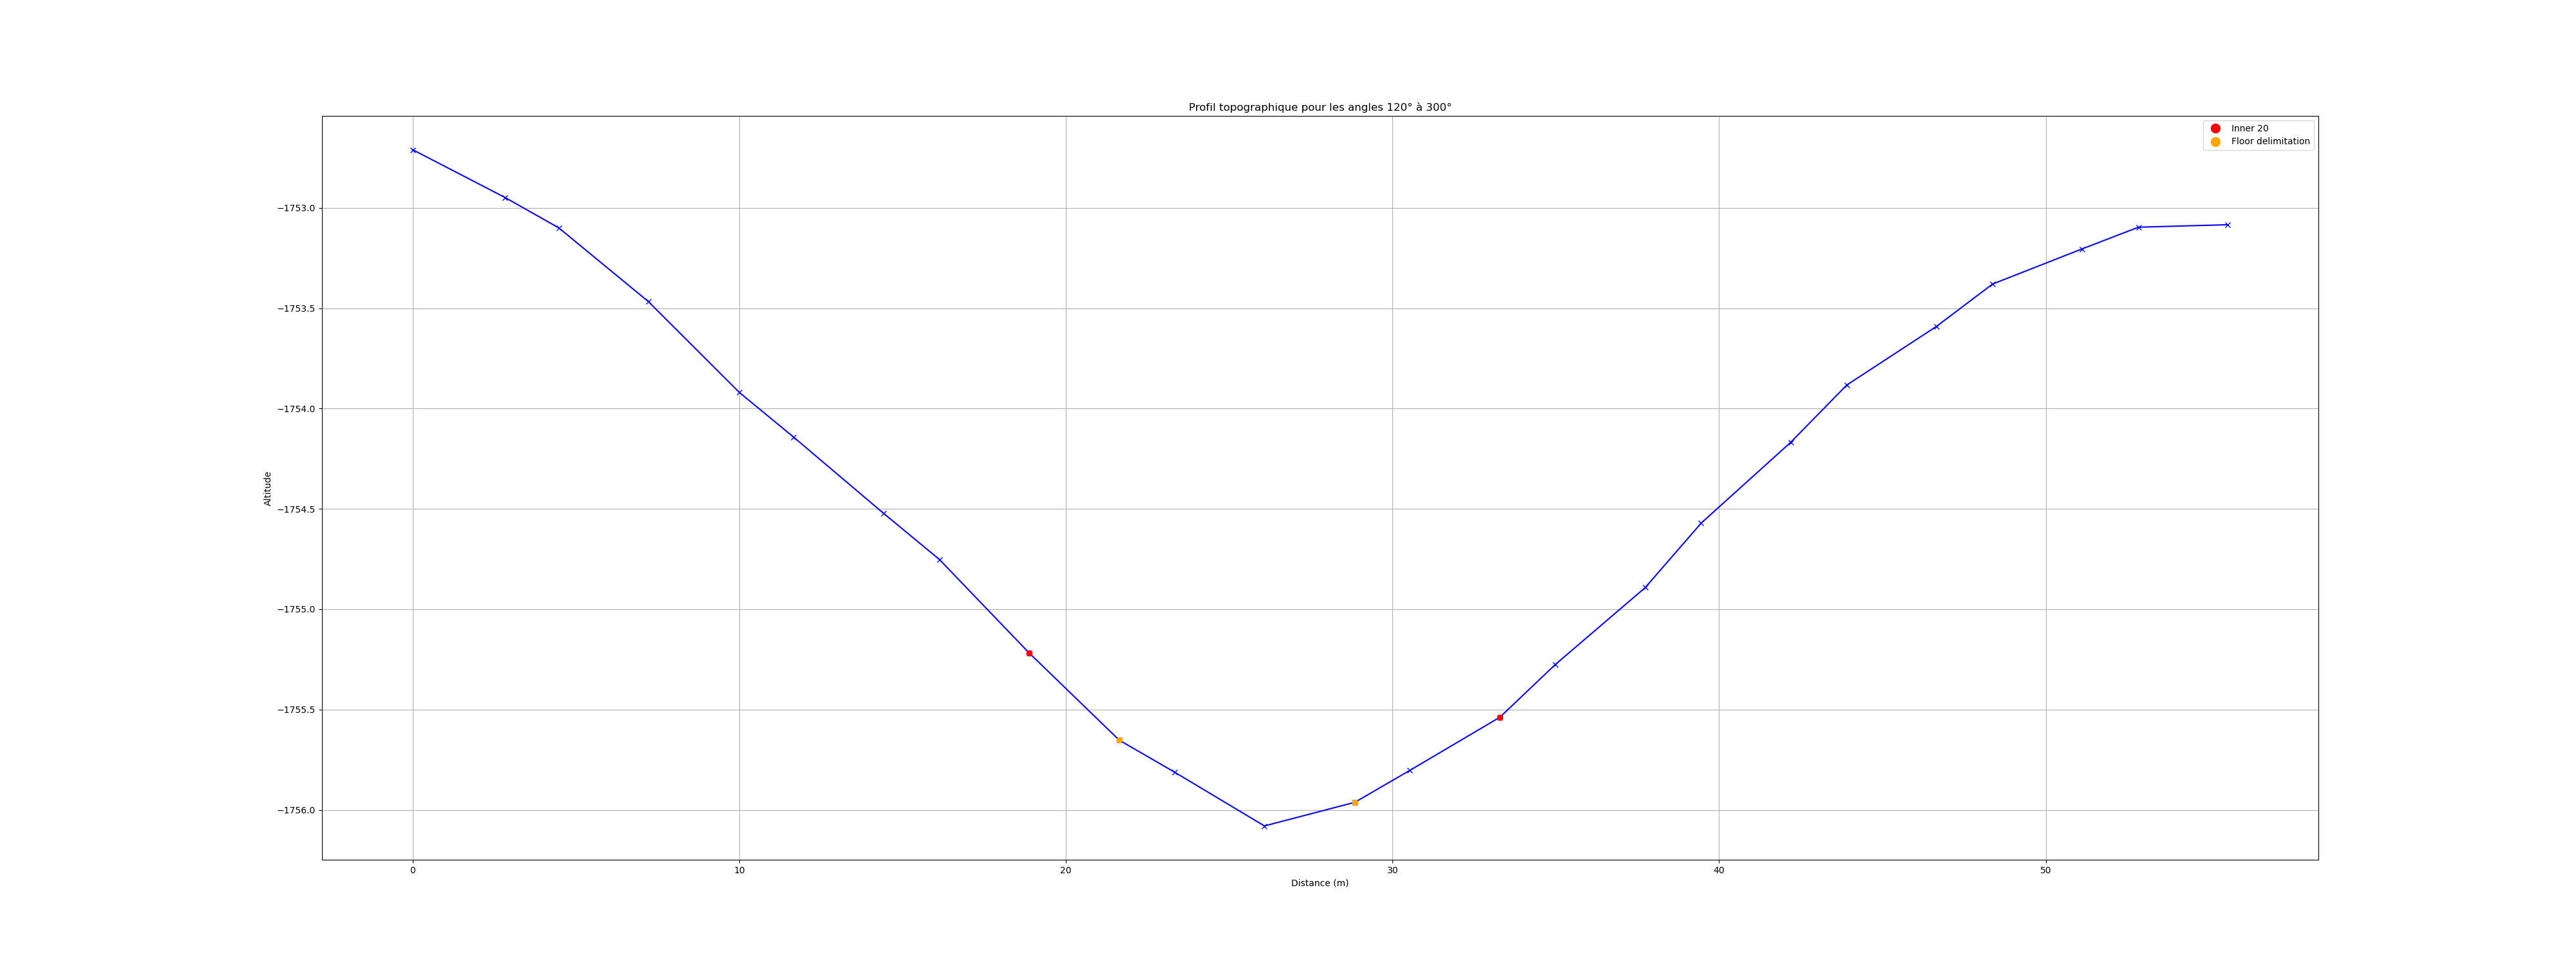 Profil topographique pour les angles 120° à 300°
Inner 20
Floor delimitation
−1753.0
−1753.5
−1754.0
−1754.5
−1755.0
−1755.5
−1756.0
Altitude
0 10 20 30 40 50
Distance (m)